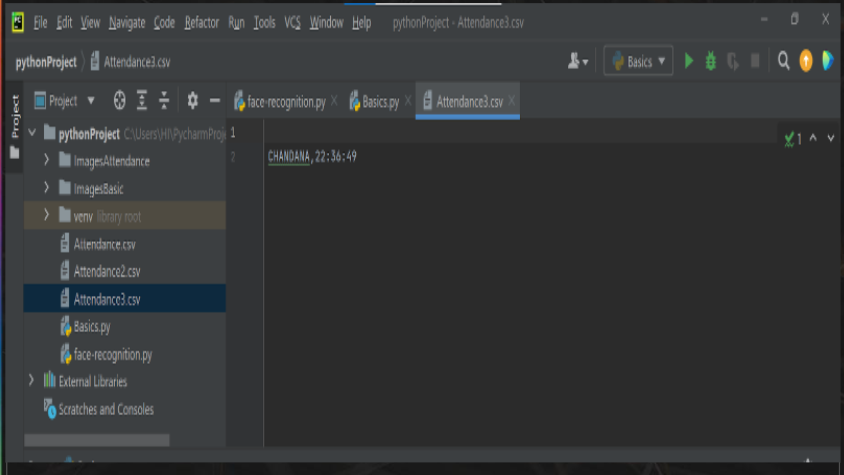 File Edit View Navigate Code Refactor Run Tools VCS Window Help pythonProject - Attendance3.csv
pythonProject Attendance3.csv Basics
Project Project face-recognition.py Basics.py Attendance3.csv
pythonProject C:\Users\HI\PycharmProj 1
1
ImagesAttendance 2 CHANDANA,22:36:49
ImagesBasic
venv library root
Attendance.csv
Attendance2.csv
Attendance3.csv
Basics.py
face-recognition.py
External Libraries
Scratches and Consoles